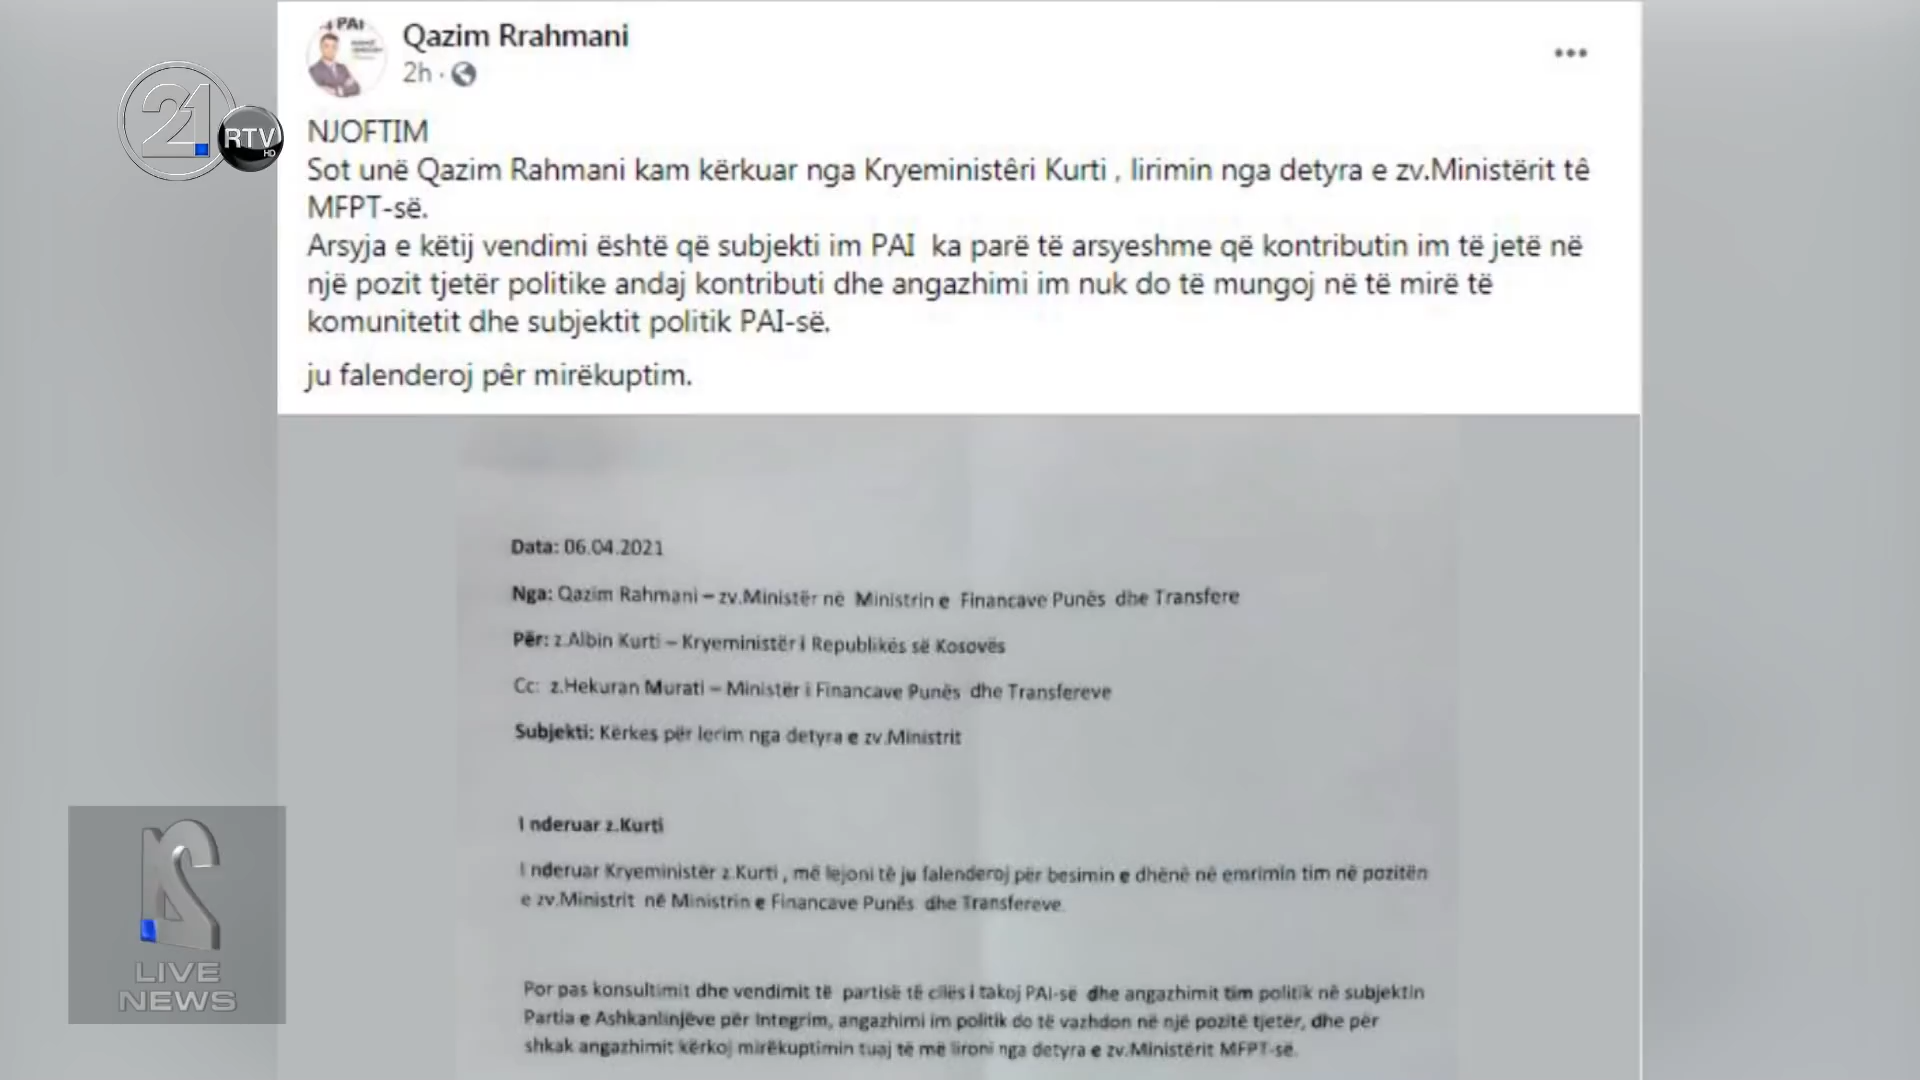 PAI
Qazim Rrahmani
2h
21
RTV
HD
NJOFTIM
Sot unë Qazim Rahmani kam kërkuar nga Kryeministêri Kurti , lirimin nga detyra e zv.Ministêrit tê
MFPT-së.
Arsyja e këtij vendimi është që subjekti im PAI ka parë të arsyeshme që kontributin im të jetë në
një pozit tjetër politike andaj kontributi dhe angazhimi im nuk do të mungoj në të mirë të
komunitetit dhe subjektit politik PAI-së.
ju falenderoj pêr mirëkuptim.
Data: 06.04.2021
Nga: Qazim Rahmani – zv.Ministër në Ministrin e Financave Punës dhe Transfere
Për: z.Albin Kurti – Kryeministër i Republikës së Kosovës
Cc: z.Hekuran Murati – Ministër i Financave Punës dhe Transfereve
Subjekti: Kërkes për lerim nga detyra e zv.Ministrit
I nderuar z.Kurti
I nderuar Kryeministër z.Kurti , më lejoni të ju falenderoj për besimin e dhënë në emrimin tim në pozitën
e zv.Ministrit në Ministrin e Financave Punës dhe Transfereve.
Por pas konsultimit dhe vendimit të partisë të cilës i takoj PAI-së dhe angazhimit tim politik në subjektin
Partia e Ashkanlinjëve për Integrim, angazhimi im politik do të vazhdon në një pozitë tjetër, dhe për
shkak angazhimit kërkoj mirëkuptimin tuaj të më lironi nga detyra e zv.Ministërit MFPT-së.
21
LIVE
NEWS